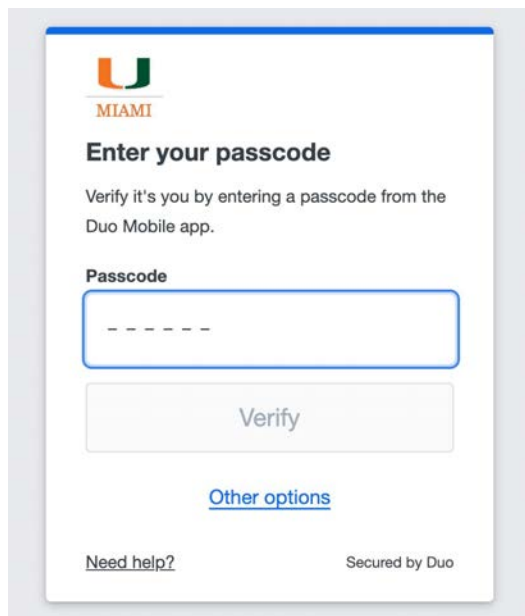 MIAMI
Enter your passcode
Verify it's you by entering a passcode from the
Duo Mobile app.
Passcode
- - - - - -
Verify
Other options
Need help? Secured by Duo